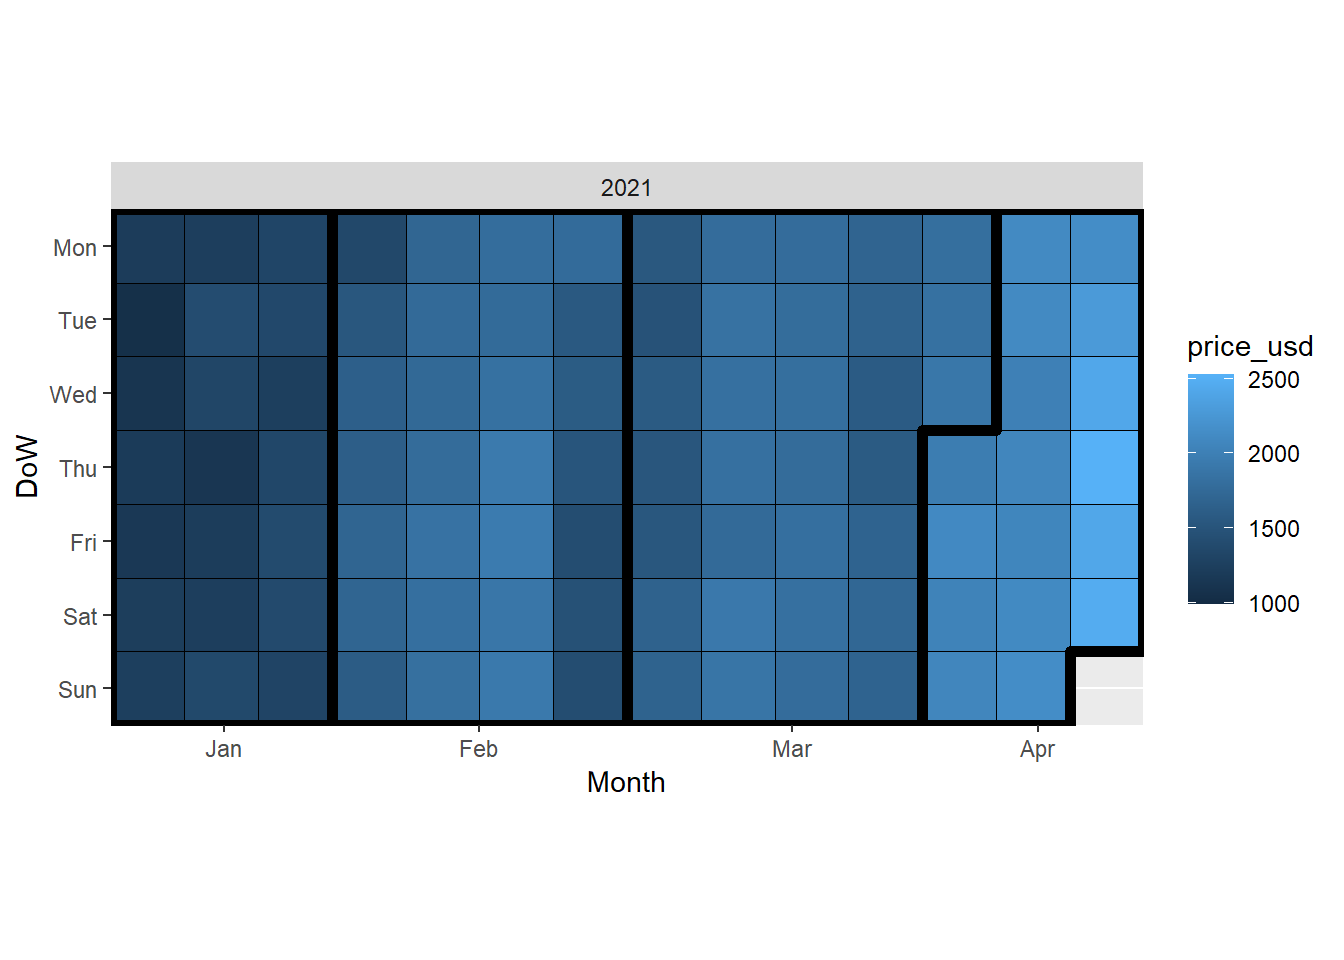 2021
Mon
Tue
Wed
Thu
Fri
Sat
Sun
DoW
Jan Feb Mar Apr
Month
price_usd
2500
2000
1500
1000